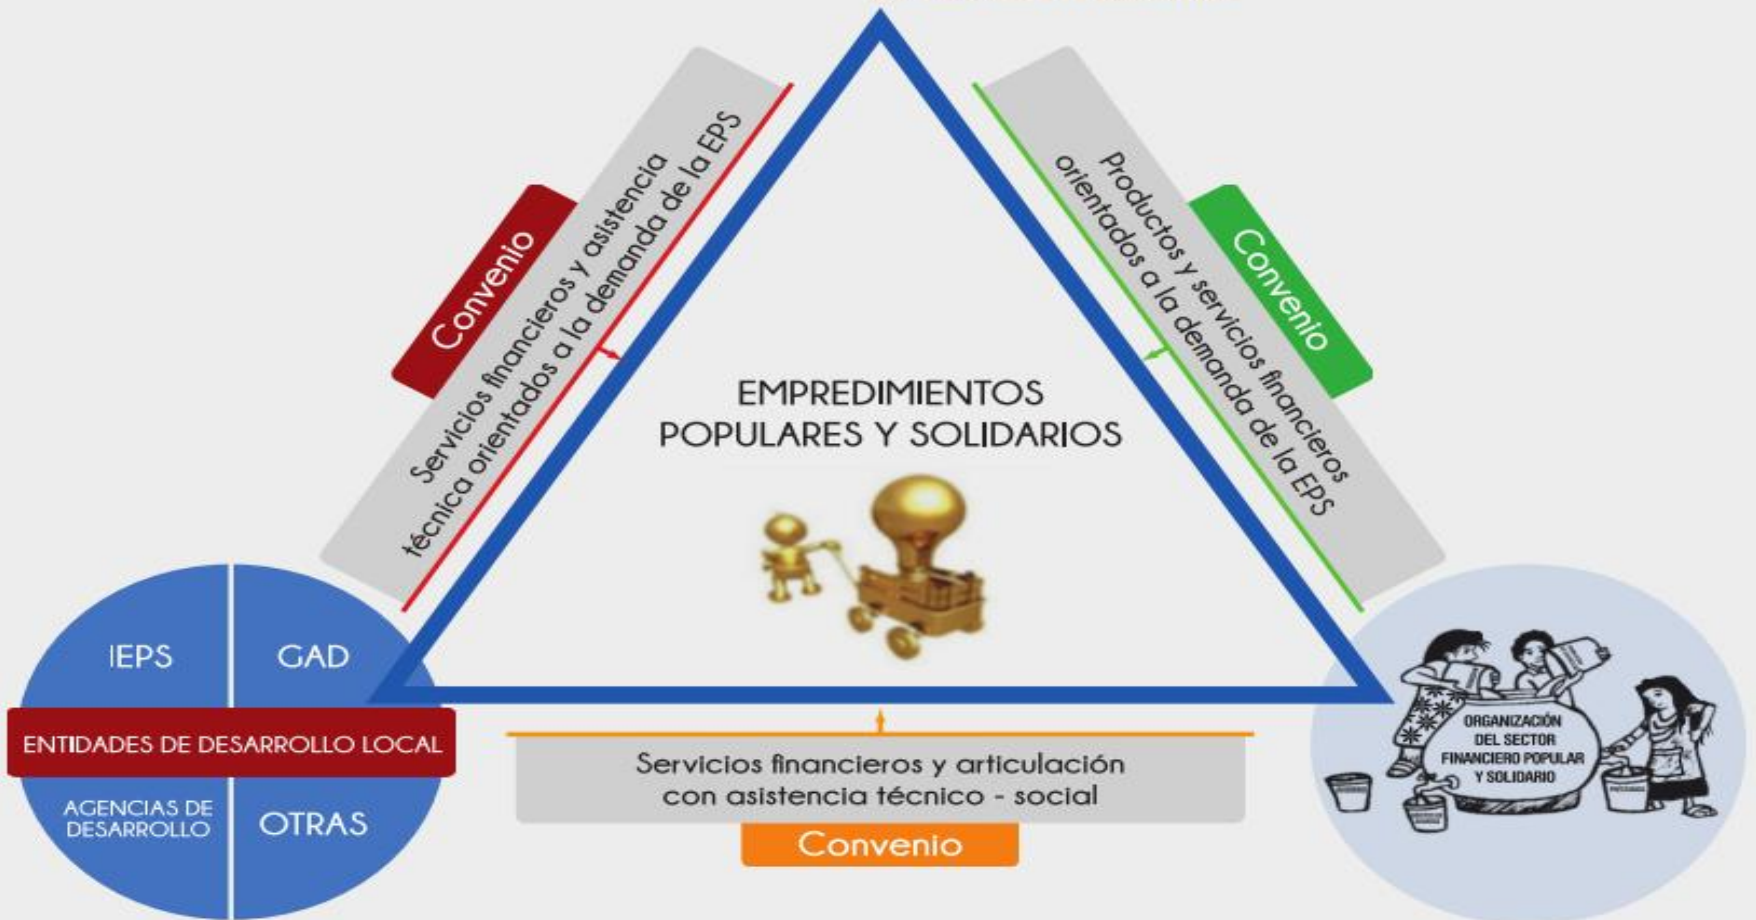 Convenio
Servicios financieros y asistencia
técnica orientados a la demanda de la EPS
Convenio
Productos y servicios financieros
orientados a la demanda de la EPS
EMPREDIMIENTOS
POPULARES Y SOLIDARIOS
IEPS
GAD
ENTIDADES DE DESARROLLO LOCAL
AGENCIAS DE
DESARROLLO
OTRAS
Servicios financieros y articulación
con asistencia técnico - social
Convenio
ORGANIZACIÓN
DEL SECTOR
FINANCIERO POPULAR
Y SOLIDARIO